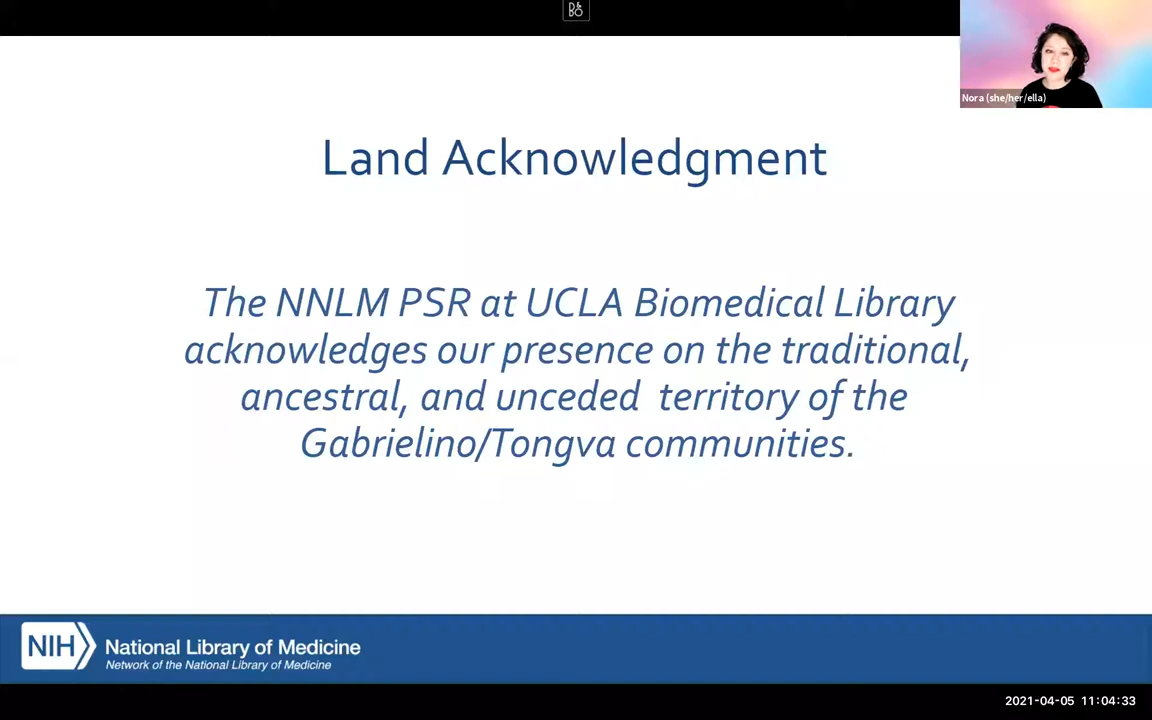 Nora (she/her/ella)
Land Acknowledgment
The NNLM PSR at UCLA Biomedical Library
acknowledges our presence on the traditional,
ancestral, and unceded  territory of the
Gabrielino/Tongva communities.
NIH
National Library of Medicine
Network of the National Library of Medicine
2021-04-05 11:04:33